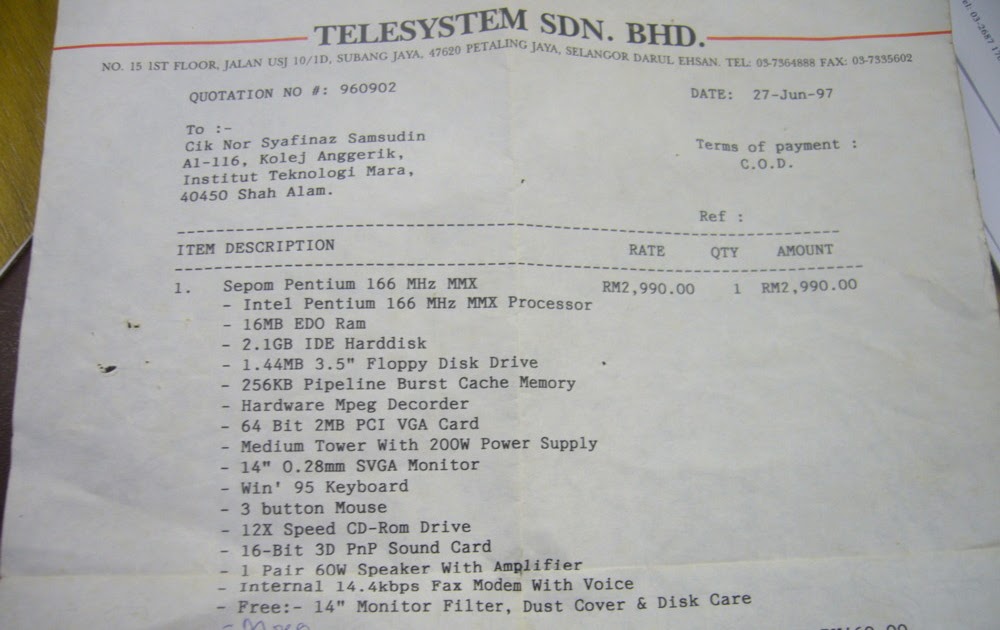 TELESYSTEM SDN. BHD.
NO. 15 1ST FLOOR, JALAN USJ 10/1D, SUBANG JAYA, 47620 PETALING JAYA, SELANGOR DARUL EHSAN. TEL: 03-7364888 FAX: 03-7335602
QUOTATION NO #: 960902
DATE: 27-Jun-97
To :-
Cik Nor Syafinaz Samsudin
A1-116, Kolej Anggerik,
Institut Teknologi Mara,
40450 Shah Alam.
Terms of payment :
C.O.D.
Ref :
ITEM DESCRIPTION RATE QTY AMOUNT
1. Sepom Pentium 166 MHz MMX RM2,990.00 1 RM2,990.00
- Intel Pentium 166 MHz MMX Processor
- 16MB EDO Ram
- 2.1GB IDE Harddisk
- 1.44MB 3.5" Floppy Disk Drive
- 256KB Pipeline Burst Cache Memory
- Hardware Mpeg Decorder
- 64 Bit 2MB PCI VGA Card
- Medium Tower With 200W Power Supply
- 14" 0.28mm SVGA Monitor
- Win' 95 Keyboard
- 3 button Mouse
- 12X Speed CD-Rom Drive
- 16-Bit 3D PnP Sound Card
- 1 Pair 60W Speaker With Amplifier
- Internal 14.4kbps Fax Modem With Voice
- Free:- 14" Monitor Filter, Dust Cover & Disk Care